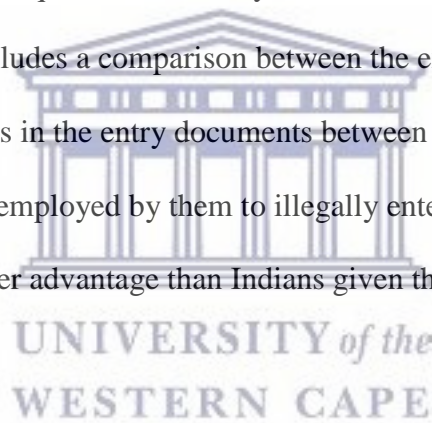 ludes a comparison between the e
s in the entry documents between
employed by them to illegally ente
er advantage than Indians given th
UNIVERSITY of the
WESTERN CAPE